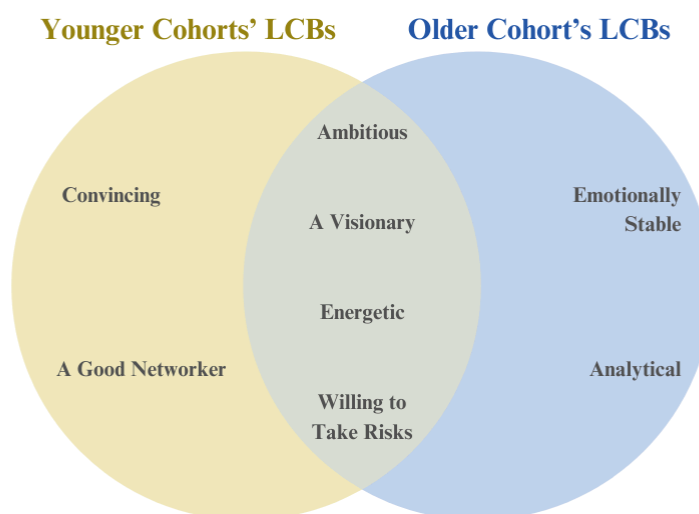 Younger Cohorts’ LCBs
Older Cohort’s LCBs
Ambitious
Convincing
Emotionally
Stable
A Visionary
Energetic
A Good Networker
Analytical
Willing to
Take Risks